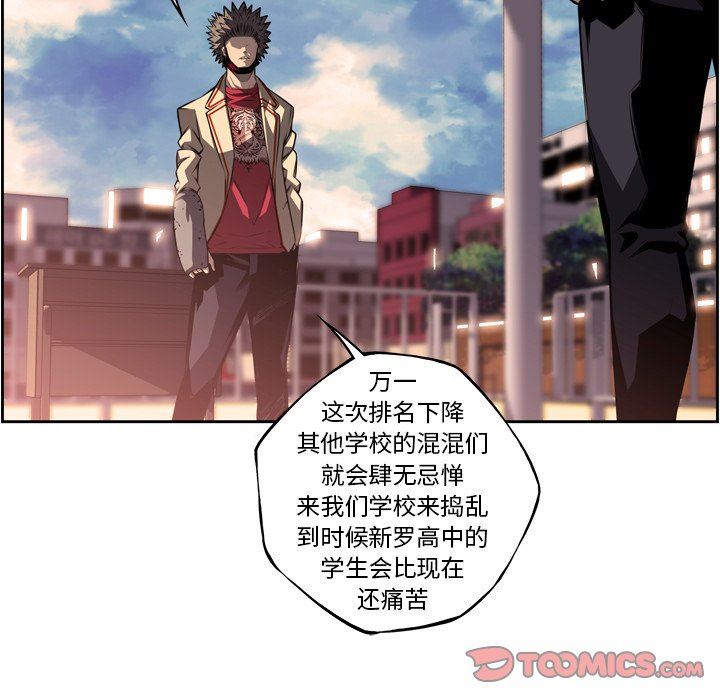 万一
这次排名下降
其他学校的混混们
就会肆无忌惮
来我们学校来捣乱
到时候新罗高中的
学生会比现在
还痛苦
TOOMICS.COM